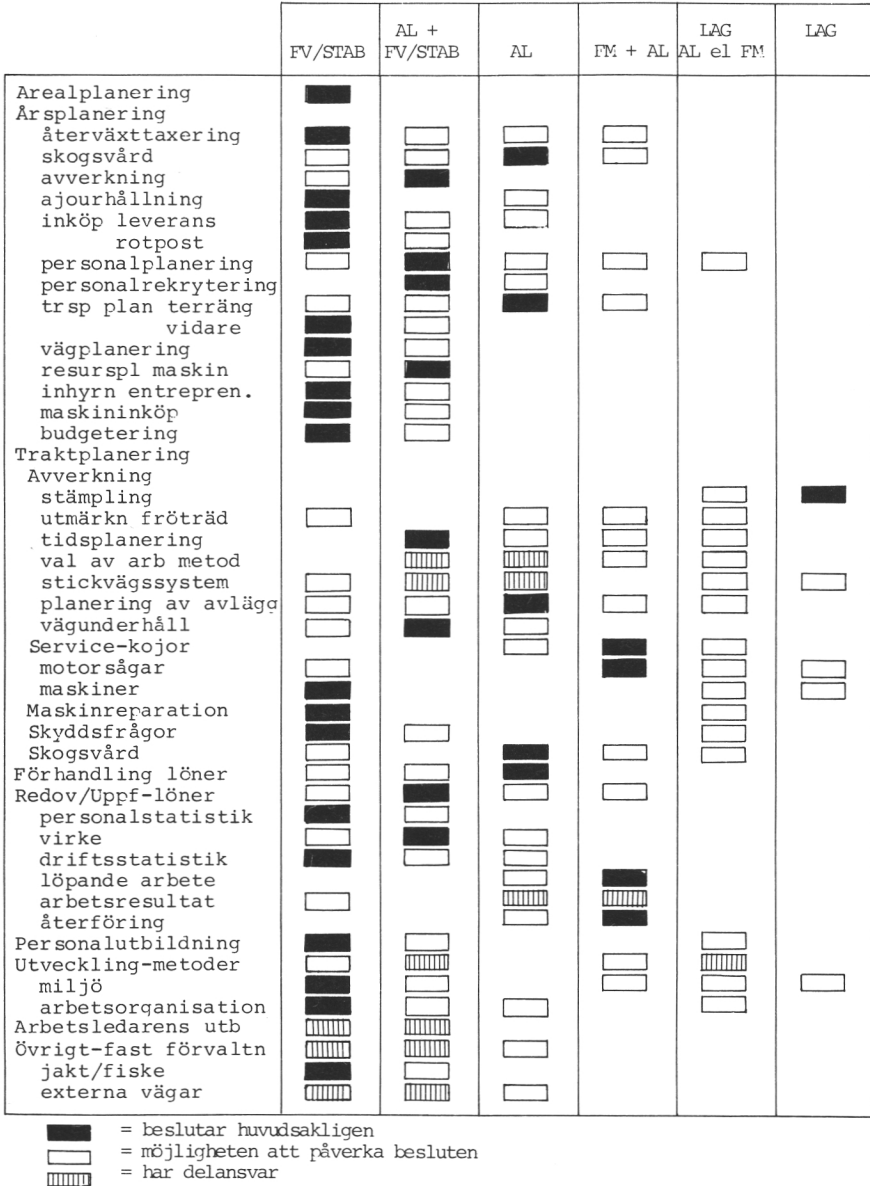 AL + LAG LAG
FV/STAB FV/STAB AL FM + AL AL el FM
Arealplanering
Årsplanering
återväxttaxering
skogsvård
avverkning
ajourhållning
inköp leverans
rotpost
personalplanering
personalrekrytering
trsp plan terräng
vidare
vägplanering
resurspl maskin
inhyrn entrepren.
maskininköp
budgetering
Traktplanering
Avverkning
stämpling
utmärkn fröträd
tidsplanering
val av arb metod
stickvägssystem
planering av avlägg
vägunderhåll
Service-kojor
motorsågar
maskiner
Maskinreparation
Skyddsfrågor
Skogsvård
Förhandling löner
Redov/Uppf-löner
personalstatistik
virke
driftsstatistik
löpande arbete
arbetsresultat
återföring
Personalutbildning
Utveckling-metoder
miljö
arbetsorganisation
Arbetsledarens utb
Övrigt-fast förvaltn
jakt/fiske
externa vägar
= beslutar huvudsakligen
= möjligheten att påverka besluten
= har delansvar